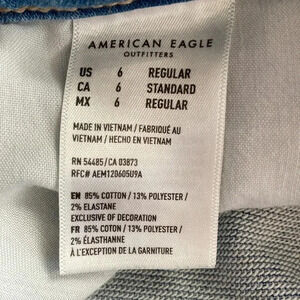 AMERICAN EAGLE
OUTFITTERS
US 6 REGULAR
CA 6 STANDARD
MX 6 REGULAR
MADE IN VIETNAM / FABRIQUÉ AU
VIETNAM / HECHO EN VIETNAM
RN 54485/ CA 03873
RFC# AEM120605U9A
EN 85% COTTON / 13% POLYESTER /
2% ELASTANE
EXCLUSIVE OF DECORATION
FR 85% COTON / 13% POLYESTER /
2% ÉLASTHANNE
À L'EXCEPTION DE LA GARNITURE